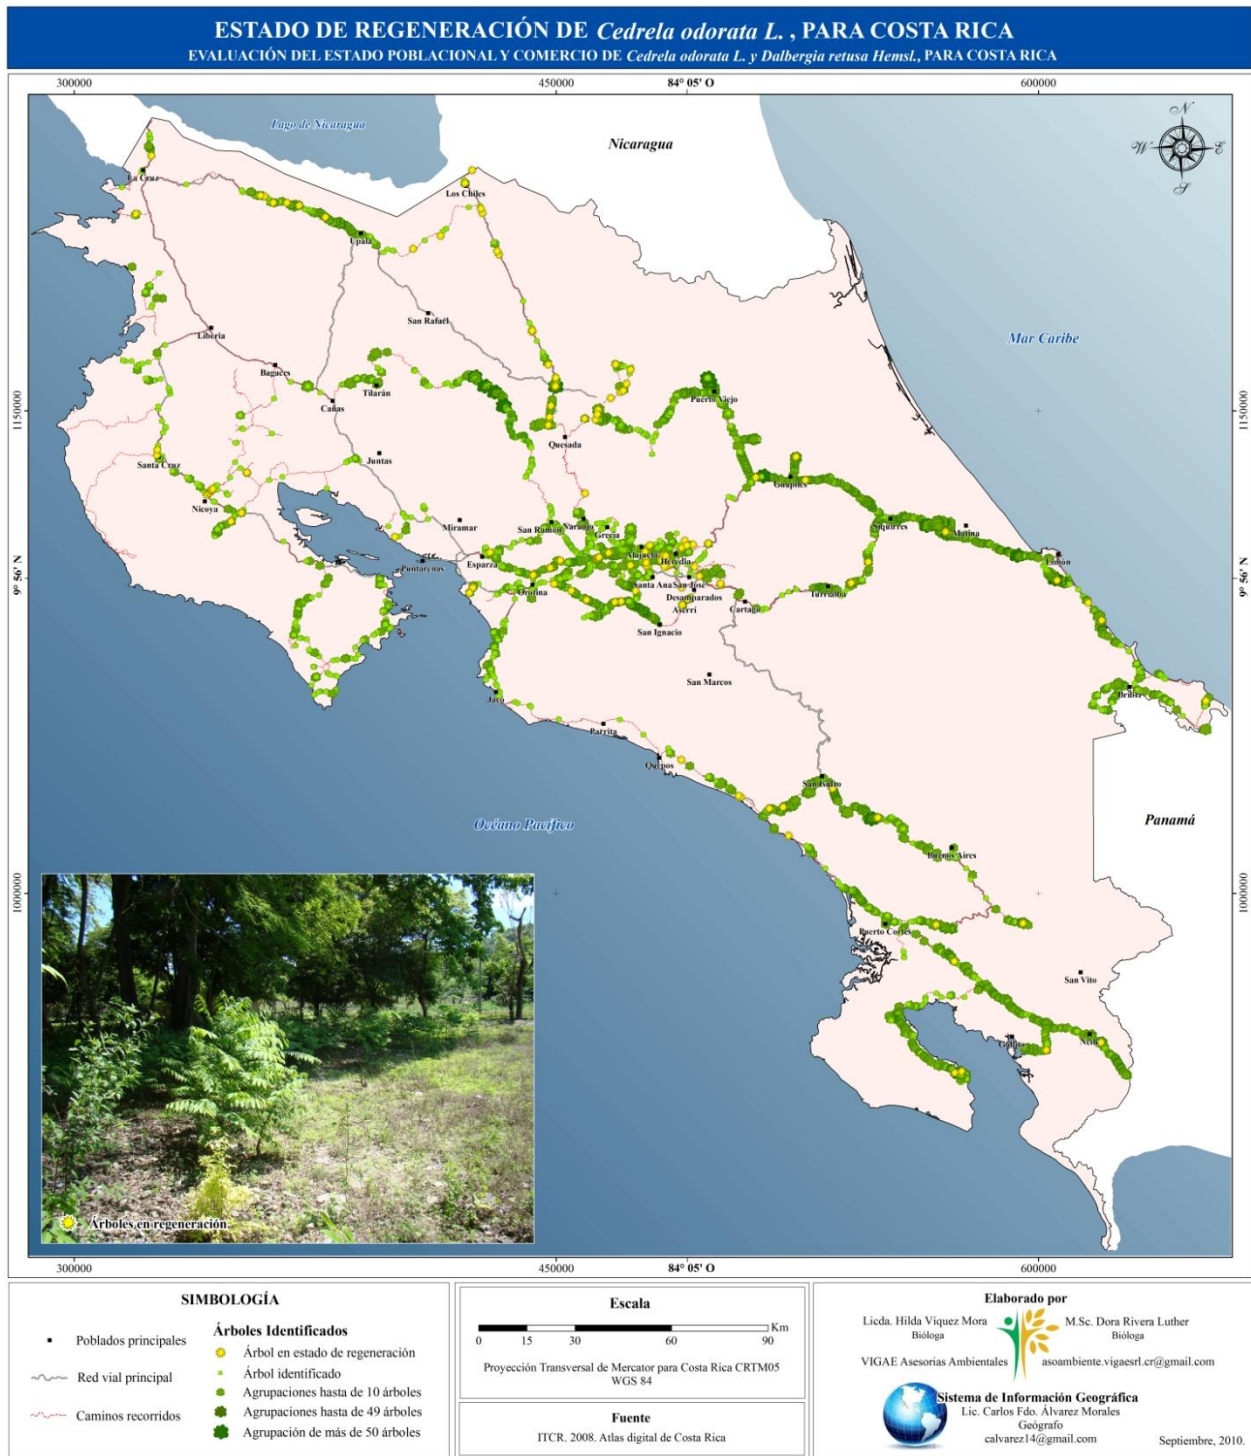 ESTADO DE REGENERACIÓN DE Cedrela odorata L. , PARA COSTA RICA
EVALUACIÓN DEL ESTADO POBLACIONAL Y COMERCIO DE Cedrela odorata L. y Dalbergia retusa Hemsl., PARA COSTA RICA
300000
450000
84° 05' O
600000
Lago de Nicaragua
Nicaragua
N
W
E
S
La Cruz
Los Chiles
Upala
San Rafael
Liberia
Mar Caribe
Bagaces
Tilarán
Puerto Viejo
Cañas
1150000
1150000
Quesada
Juntas
Santa Cruz
Guápiles
Nicoya
Miramar
San Ramón
Naranjo
Grecia
Siquirres
Matina
Alajuela
Heredia
Limón
Esparza
Puntarenas
9° 56' N
9° 56' N
Orotina
Santa Ana
San José
Desamparados
Turrialba
Aserrí
Cartago
San Ignacio
San Marcos
Jacó
Bribri
Parrita
Quepos
San Isidro
Océano Pacífico
Panamá
Buenos Aires
1000000
1000000
Puerto Cortés
San Vito
Golfito
Neily
Árboles en regeneración
300000
450000
84° 05' O
600000
SIMBOLOGÍA
Poblados principales
Red vial principal
Caminos recorridos
Árboles Identificados
Árbol en estado de regeneración
Árbol identificado
Agrupaciones hasta de 10 árboles
Agrupaciones hasta de 49 árboles
Agrupación de más de 50 árboles
Escala
Km
0 15 30 60 90
Proyección Transversal de Mercator para Costa Rica CRTM05
WGS 84
Fuente
ITCR. 2008. Atlas digital de Costa Rica
Elaborado por
Licda. Hilda Víquez Mora
Bióloga
M.Sc. Dora Rivera Luther
Bióloga
VIGAE Asesorías Ambientales
asoambiente.vigaesrl.cr@gmail.com
Sistema de Información Geográfica
Lic. Carlos Fdo. Álvarez Morales
Geógrafo
calvarez14@gmail.com
Septiembre, 2010.